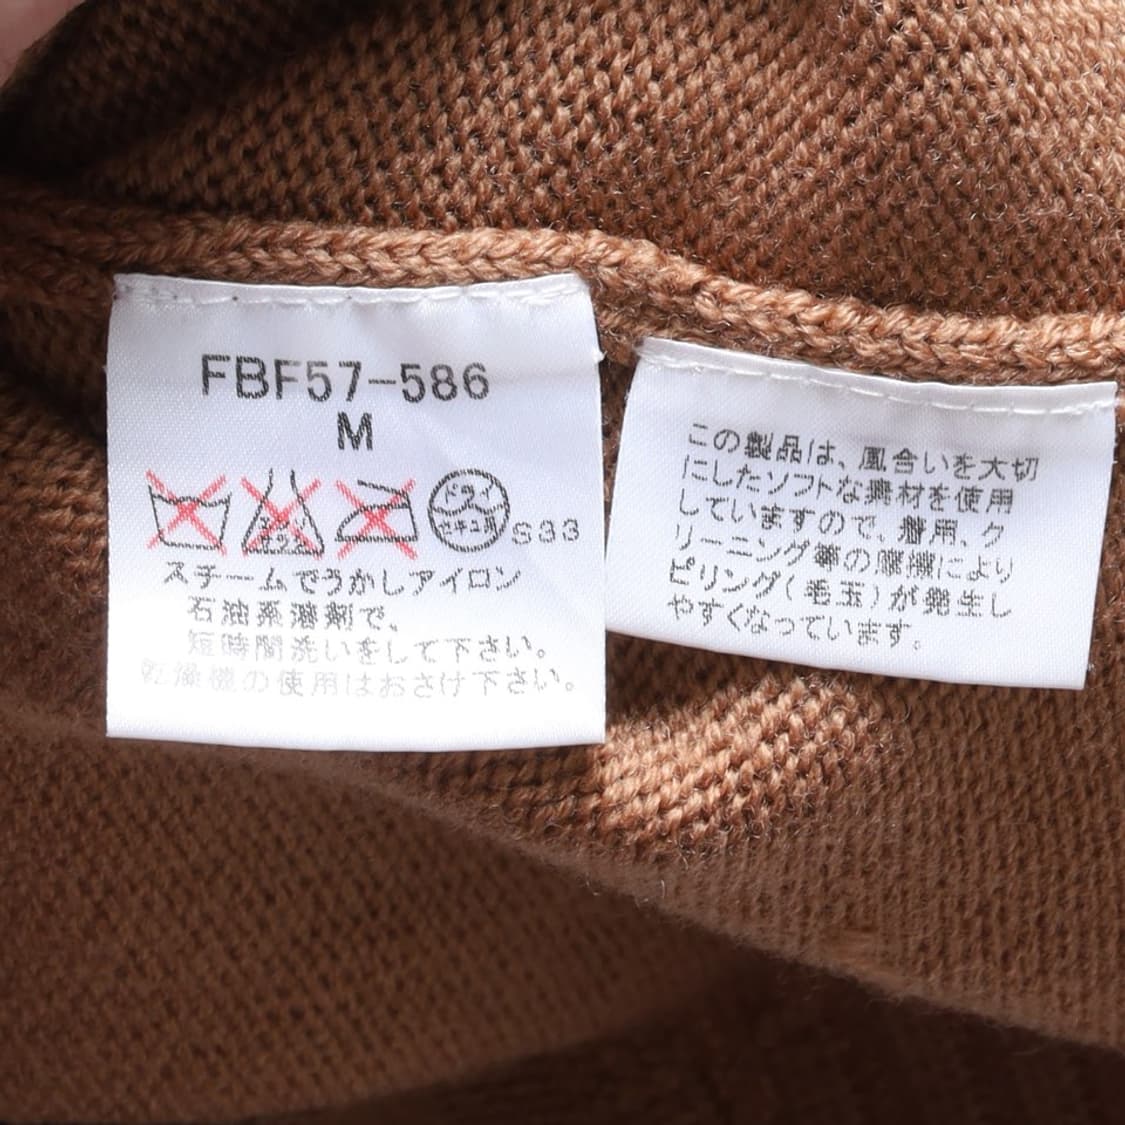 FBF57-586
M
エンソ
サラシ
ドライ
セキユ系
S33
スチームでうかしアイロン
石油系溶剤で、
短時間洗いをして下さい。
乾燥機の使用はおさけ下さい。
この製品は、風合いを大切
にしたソフトな素材を使用
していますので、着用、ク
リーニング等の摩擦により
ピリング(毛玉)が発生し
やすくなっています。